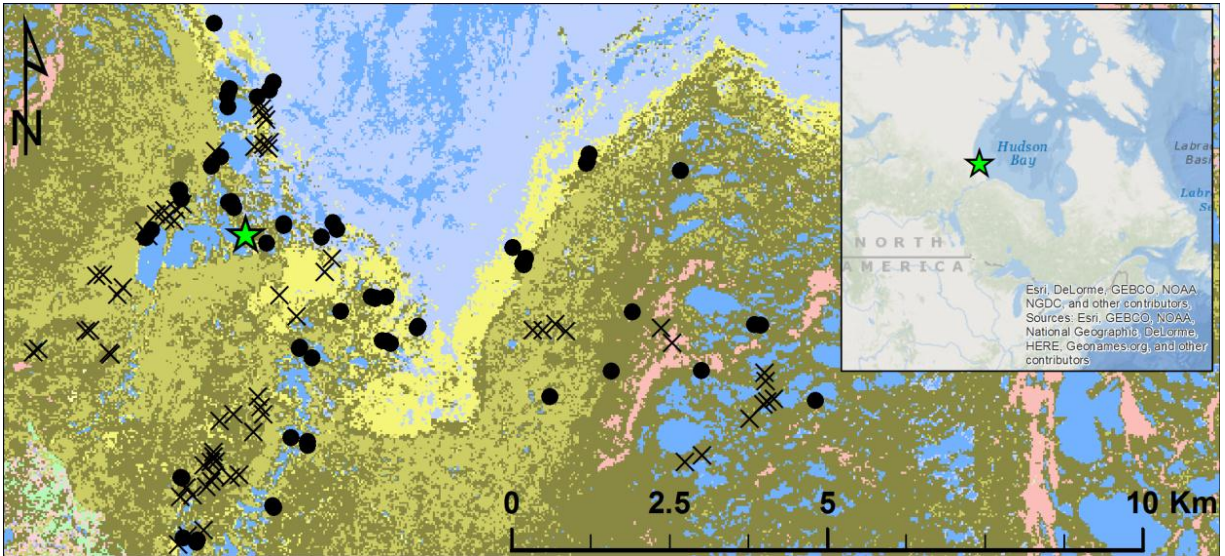 N
Hudson
Bay
Labra
Basi
Labr
Se
NORTH
AMERICA
Esri, DeLorme, GEBCO, NOAA,
NGDC, and other contributors,
Sources: Esri, GEBCO, NOAA,
National Geographic, DeLorme,
HERE, Geonames.org, and other
contributors
0 2.5 5 10 Km